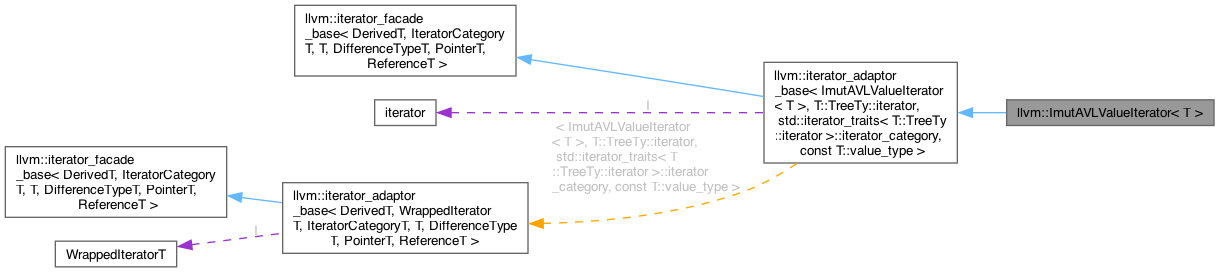 llvm::iterator_facade
_base< DerivedT, IteratorCategory
T, T, DifferenceTypeT, PointerT,
ReferenceT >
llvm::iterator_adaptor
_base< ImutAVLValueIterator
< T >, T::TreeTy::iterator,
std::iterator_traits< T::TreeTy
::iterator >::iterator_category,
const T::value_type >
llvm::ImutAVLValueIterator< T >
iterator
I
< ImutAVLValueIterator
< T >, T::TreeTy::iterator,
std::iterator_traits< T
::TreeTy::iterator >::iterator
_category, const T::value_type >
llvm::iterator_facade
_base< DerivedT, IteratorCategory
T, T, DifferenceTypeT, PointerT,
ReferenceT >
llvm::iterator_adaptor
_base< DerivedT, WrappedIterator
T, IteratorCategoryT, T, DifferenceType
T, PointerT, ReferenceT >
I
WrappedIteratorT